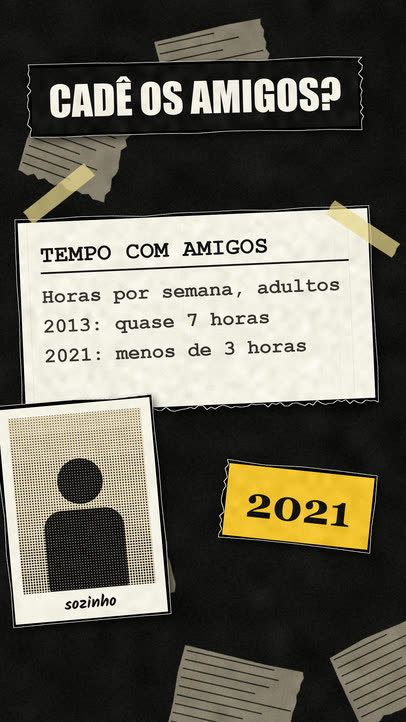 CADÊ OS AMIGOS?
TEMPO COM AMIGOS
Horas por semana, adultos
2013: quase 7 horas
2021: menos de 3 horas
2021
sozinho